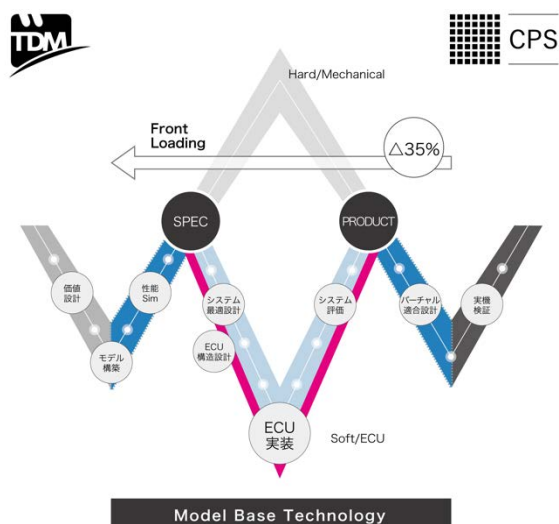 TDM
CPS
Hard/Mechanical
Front
Loading
△35%
SPEC
PRODUCT
価値
設計
性能
Sim
システム
最適設計
システム
評価
バーチャル
適合設計
実機
検証
モデル
構築
ECU
構造設計
ECU
実装
Soft/ECU
Model Base Technology